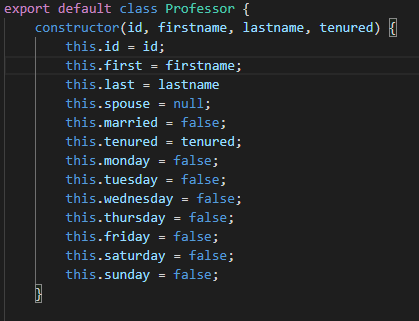 export default class Professor {
constructor(id, firstname, lastname, tenured) {
this.id = id;
this.first = firstname;
this.last = lastname
this.spouse = null;
this.married = false;
this.tenured = tenured;
this.monday = false;
this.tuesday = false;
this.wednesday = false;
this.thursday = false;
this.friday = false;
this.saturday = false;
this.sunday = false;
}